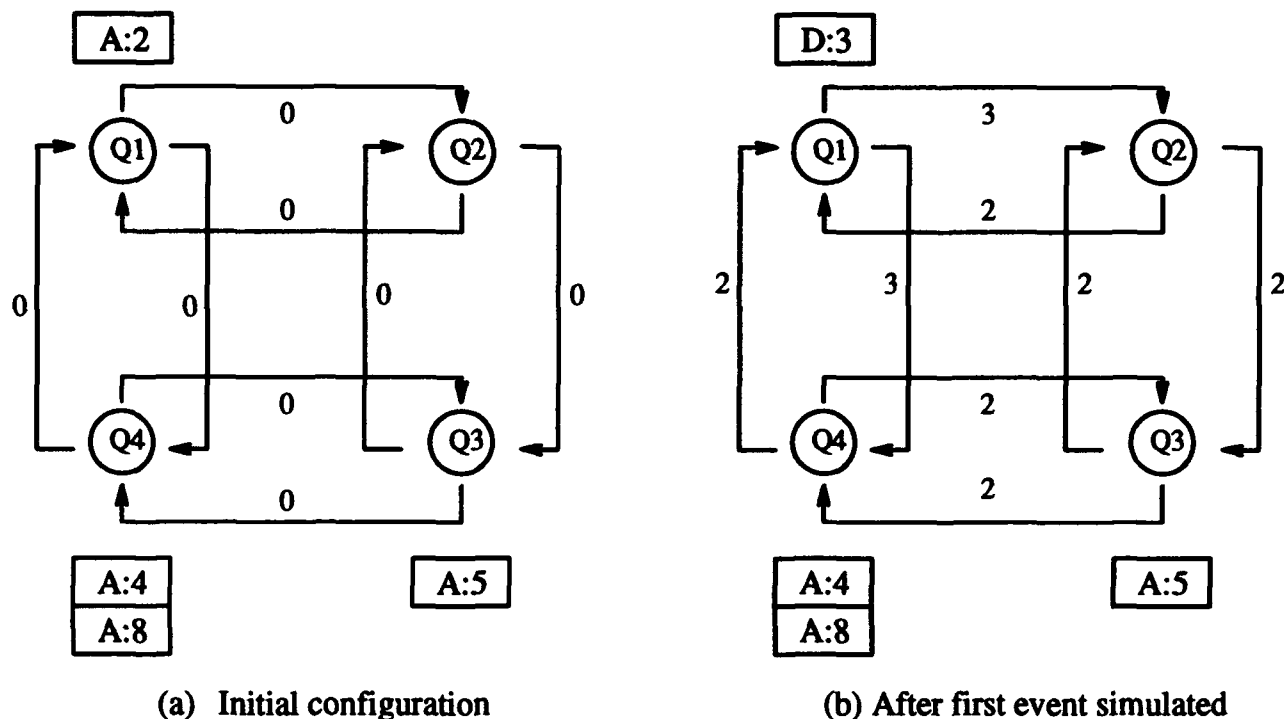 A:2
0
Q1
Q2
0
0
0
0
0
0
Q4
Q3
0
A:4
A:8
A:5
(a) Initial configuration
D:3
3
Q1
Q2
2
2
3
2
2
2
Q4
Q3
2
A:4
A:8
A:5
(b) After first event simulated